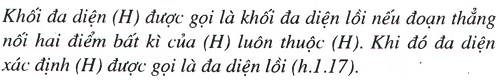 Khối đa diện (H) được gọi là khối đa diện lồi nếu đoạn thẳng
nối hai điểm bất kì của (H) luôn thuộc (H). Khi đó đa diện
xác định (H) được gọi là đa diện lồi (h.1.17).